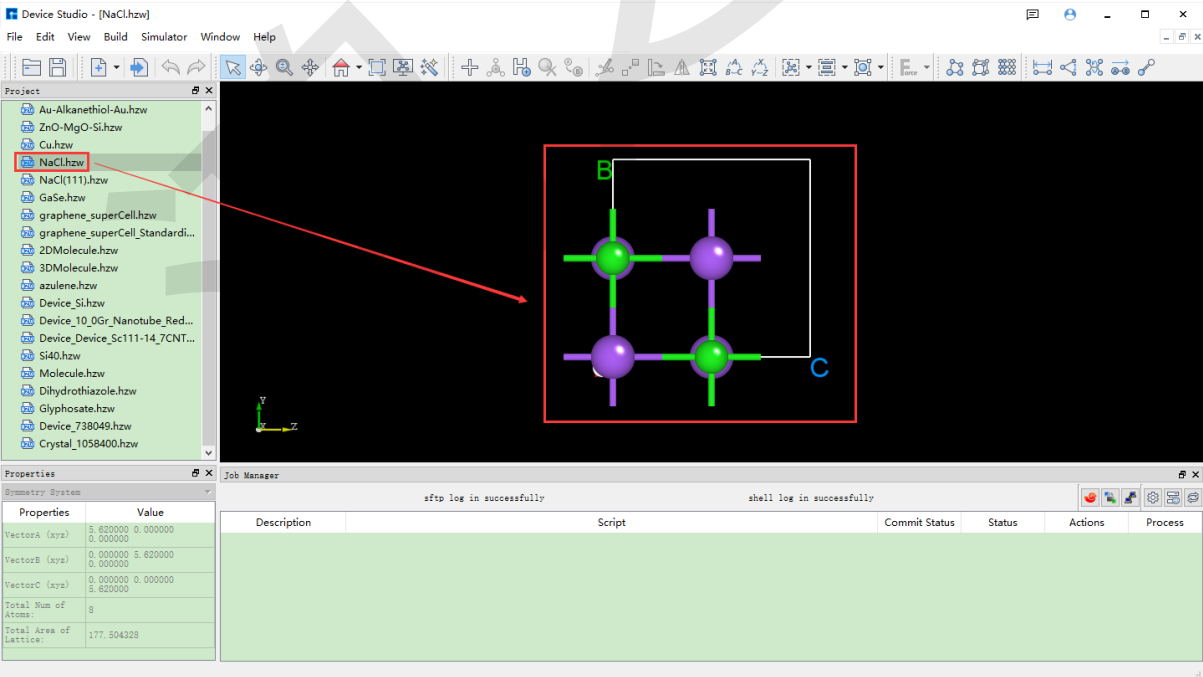 Device Studio - [NaCl.hzw]
File Edit View Build Simulator Window Help
Project
Au-Alkanethiol-Au.hzw
ZnO-MgO-Si.hzw
Cu.hzw
NaCl.hzw
NaCl(111).hzw
GaSe.hzw
graphene_superCell.hzw
graphene_superCell_Standardi...
2DMolecule.hzw
3DMolecule.hzw
azulene.hzw
Device_Si.hzw
Device_10_0Gr_Nanotube_Red...
Device_Device_Sc111-14_7CNT...
Si40.hzw
Molecule.hzw
Dihydrothiazole.hzw
Glyphosate.hzw
Device_738049.hzw
Crystal_1058400.hzw
B
C
Y
X Z
Properties
Symmetry System
Properties Value
VectorA (xyz) 5.620000 0.000000
0.000000
VectorB (xyz) 0.000000 5.620000
0.000000
VectorC (xyz) 0.000000 0.000000
5.620000
Total Num of
Atoms: 8
Total Area of
Lattice: 177.504328
Job Manager
sftp log in successfully shell log in successfully
Description Script Commit Status Status Actions Process